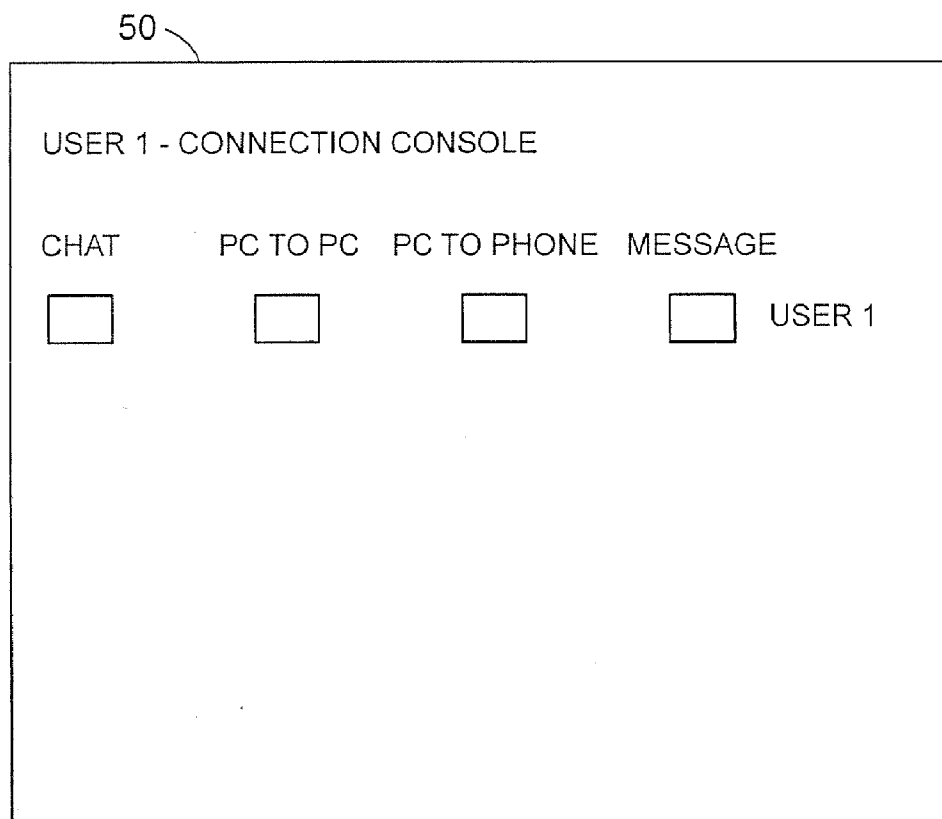 50
USER 1 - CONNECTION CONSOLE
CHAT PC TO PC PC TO PHONE MESSAGE
USER 1